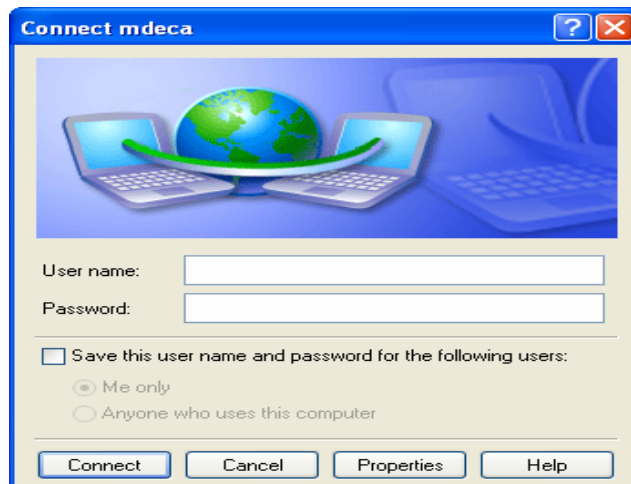 Connect mdeca
User name:
Password:
Save this user name and password for the following users:
Me only
Anyone who uses this computer
Connect Cancel Properties Help